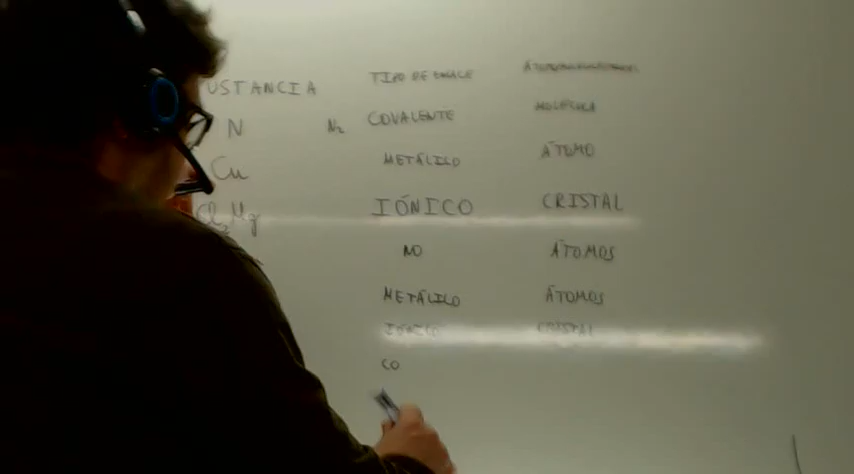 USTANCIA TIPO DE ENLACE
N N₂ COVALENTE MOLÉCULA
Cu METÁLICO ÁTOMO
Cl₂Mg IÓNICO CRISTAL
NO ÁTOMOS
METÁLICO ÁTOMOS
IÓNICO CRISTAL
CO